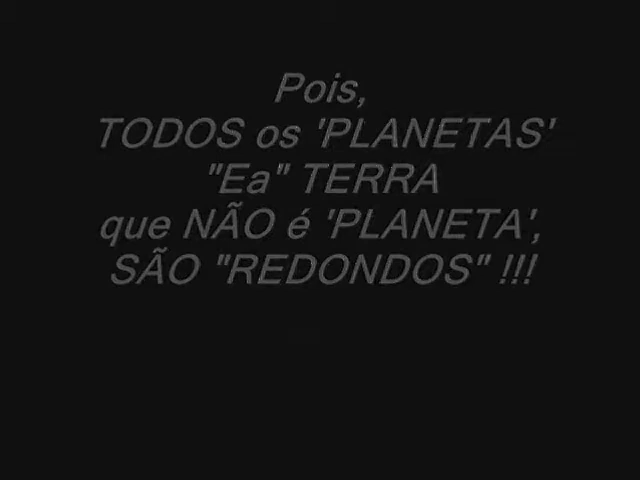 Pois,
TODOS os 'PLANETAS'
"Ea" TERRA
que NÃO é 'PLANETA',
SÃO "REDONDOS" !!!